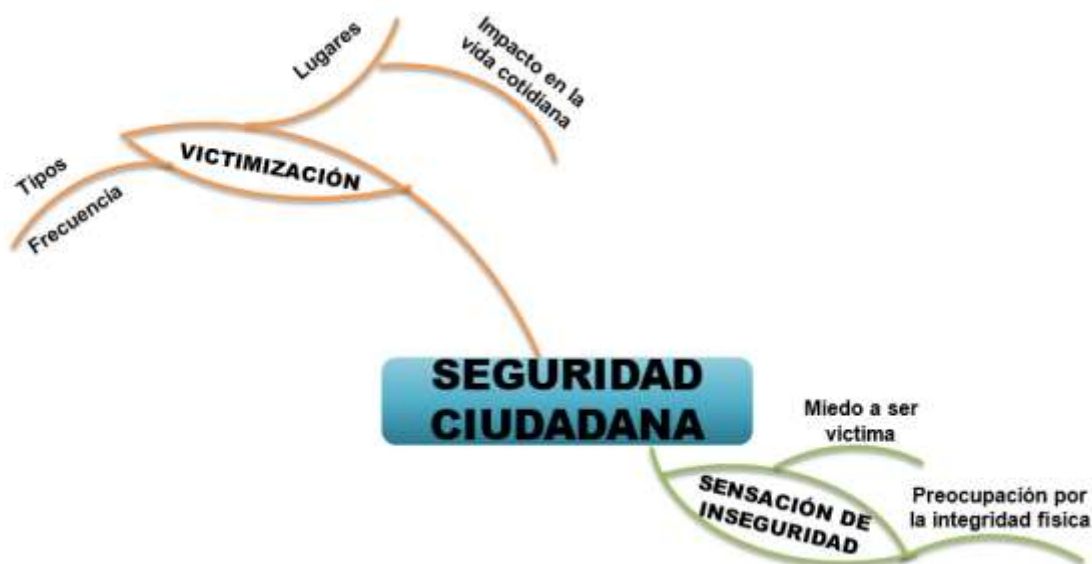 Lugares
Impacto en la
vida cotidiana
VICTIMIZACIÓN
Tipos
Frecuencia
SEGURIDAD
CIUDADANA
Miedo a ser
victima
SENSACIÓN DE
INSEGURIDAD
Preocupación por
la integridad física